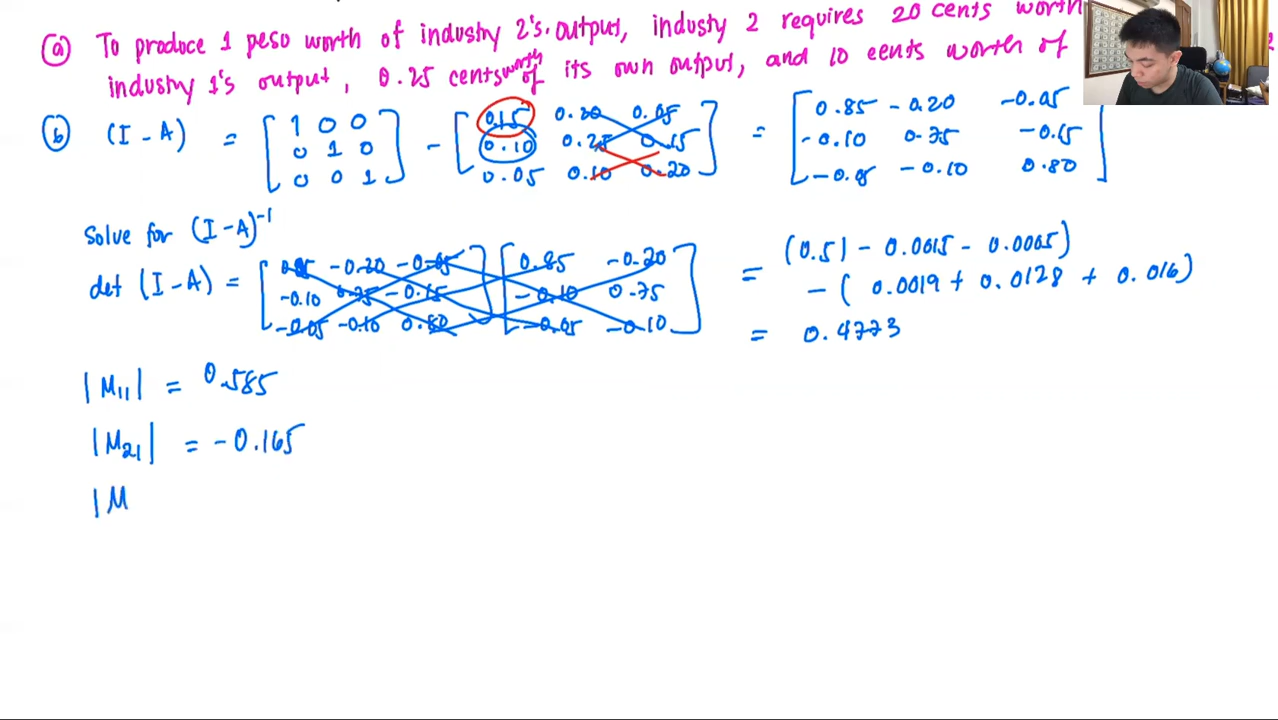 (a) To produce 1 peso worth of industry 2's output, industy 2 requires 20 cents worth
industry 1's output, 0.25 cents worth of its own output, and 10 cents worth of
(b) (I - A) = [1 0 0 0 1 0 0 0 1] - [0.15 0.20 0.05 0.10 0.25 0.15 0.05 0.10 0.20] = [0.85 -0.20 -0.05 -0.10 0.75 -0.15 -0.05 -0.10 0.80]
Solve for (I-A)⁻¹
det (I-A) = [0.85 -0.20 -0.05 -0.10 0.75 -0.15 -0.05 -0.10 0.80] [0.85 -0.20 -0.10 0.75 -0.05 -0.10] = (0.51 - 0.0015 - 0.0005)
- (0.0019 + 0.0128 + 0.016)
= 0.4773
|M₁₁| = 0.585
|M₂₁| = -0.165
|M